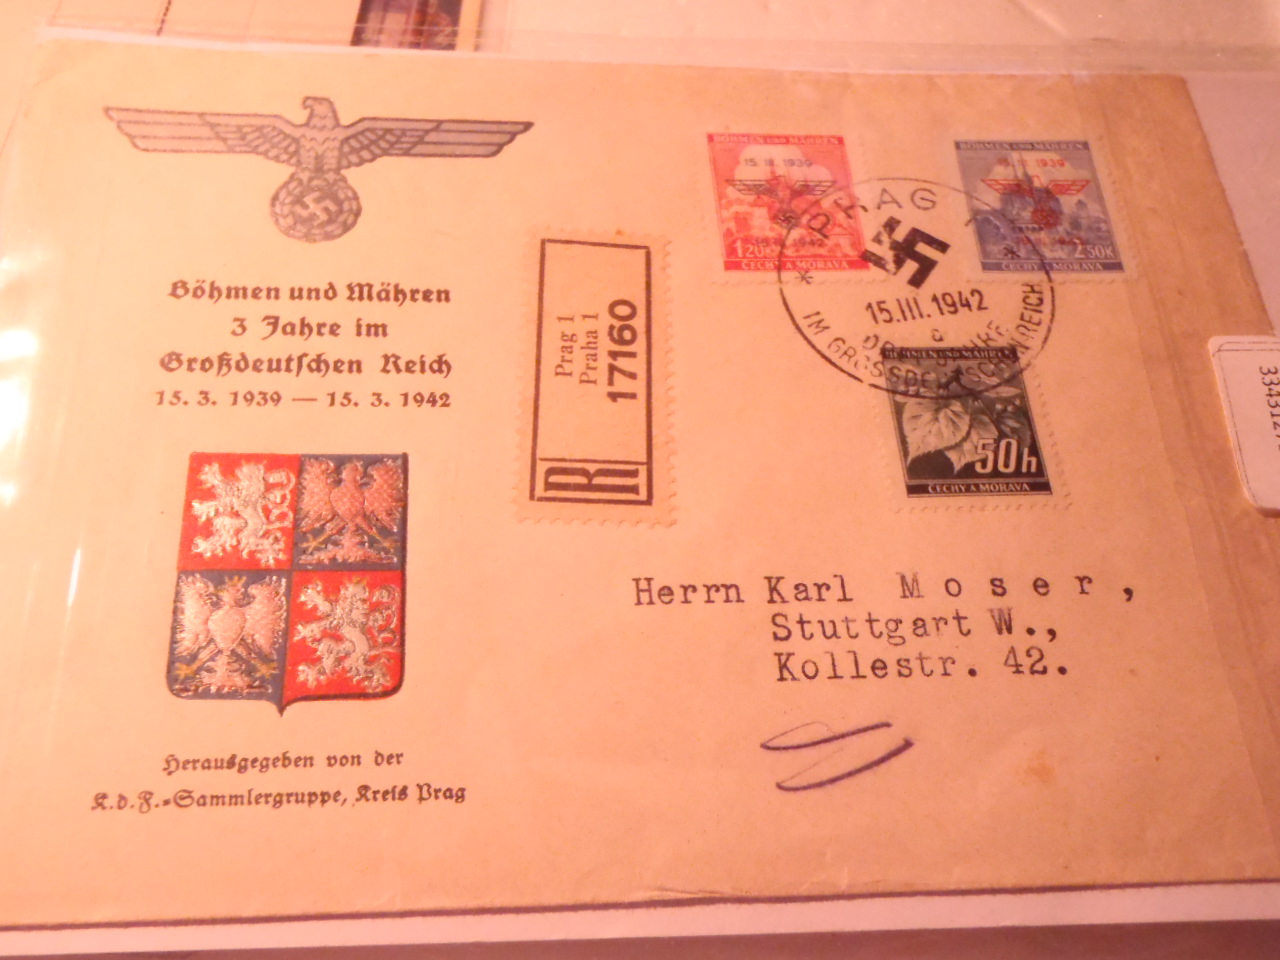 Böhmen und Mähren
3 Jahre im
Großdeutschen Reich
15. 3. 1939 — 15. 3. 1942
Herausgegeben von der
K.d.F.-Sammlergruppe, Kreis Prag
Prag 1
Praha 1
17160
R
BÖHMEN UND MÄHREN
15. III. 1939
1'20K
ČECHY A MORAVA
BÖHMEN UND MÄHREN
1939
2'50K
ČECHY A MORAVA
PRAG 1
15.III.1942
IM GROSSDEUTSCHEN REICH
UND MÄHREN
50h
ČECHY A MORAVA
Herrn Karl Moser,
Stuttgart W.,
Kollestr. 42.